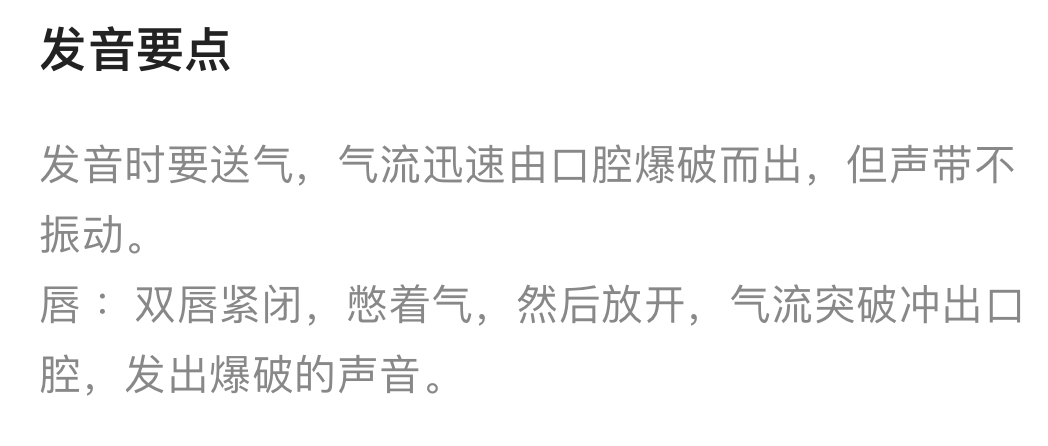 发音要点
发音时要送气，气流迅速由口腔爆破而出，但声带不
振动。
唇：双唇紧闭，憋着气，然后放开，气流突破冲出口
腔，发出爆破的声音。